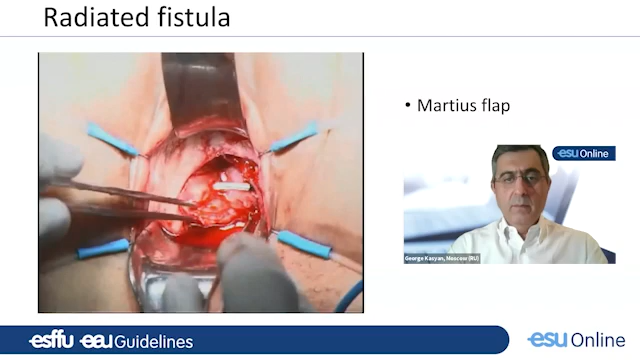 Radiated fistula
• Martius flap
esu Online
George Kasyan, Moscow (RU)
esffu eau Guidelines
esu Online